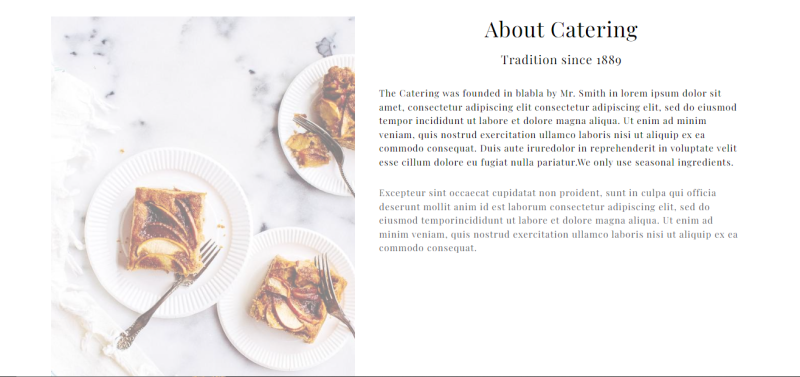 About Catering
Tradition since 1889
The Catering was founded in blabla by Mr. Smith in lorem ipsum dolor sit
amet, consectetur adipiscing elit consectetur adipiscing elit, sed do eiusmod
tempor incididunt ut labore et dolore magna aliqua. Ut enim ad minim
veniam, quis nostrud exercitation ullamco laboris nisi ut aliquip ex ea
commodo consequat. Duis aute iruredolor in reprehenderit in voluptate velit
esse cillum dolore eu fugiat nulla pariatur.We only use seasonal ingredients.
Excepteur sint occaecat cupidatat non proident, sunt in culpa qui officia
deserunt mollit anim id est laborum consectetur adipiscing elit, sed do
eiusmod temporincididunt ut labore et dolore magna aliqua. Ut enim ad
minim veniam, quis nostrud exercitation ullamco laboris nisi ut aliquip ex ea
commodo consequat.